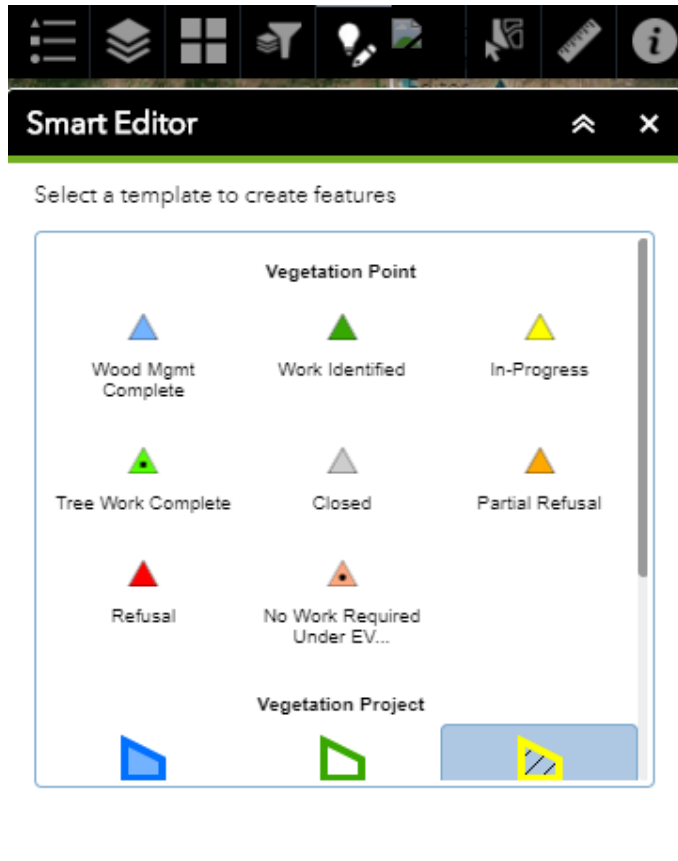 Smart Editor
Select a template to create features
Vegetation Point
Wood Mgmt
Complete
Work Identified
In-Progress
Tree Work Complete
Closed
Partial Refusal
Refusal
No Work Required
Under EV...
Vegetation Project